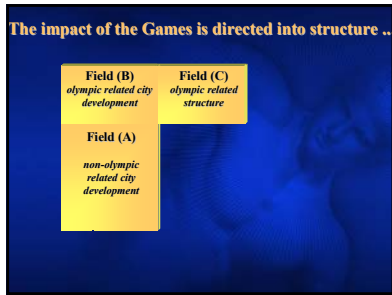 The impact of the Games is directed into structure ..
Field (B)
olympic related city
development
Field (C)
olympic related
structure
Field (A)
non-olympic
related city
development